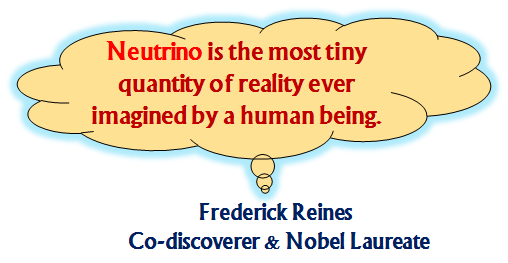 Neutrino is the most tiny
quantity of reality ever
imagined by a human being.
Frederick Reines
Co-discoverer & Nobel Laureate